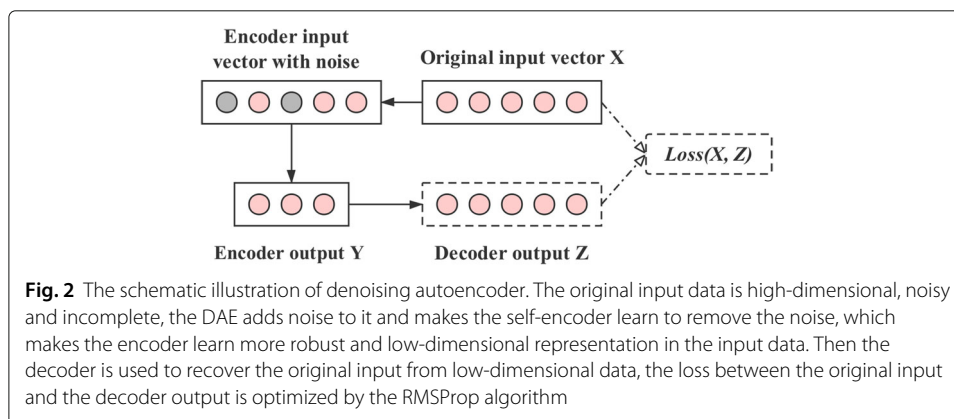 Encoder input
vector with noise
Original input vector X
Loss(X, Z)
Encoder output Y
Decoder output Z
Fig. 2 The schematic illustration of denoising autoencoder. The original input data is high-dimensional, noisy
and incomplete, the DAE adds noise to it and makes the self-encoder learn to remove the noise, which
makes the encoder learn more robust and low-dimensional representation in the input data. Then the
decoder is used to recover the original input from low-dimensional data, the loss between the original input
and the decoder output is optimized by the RMSProp algorithm